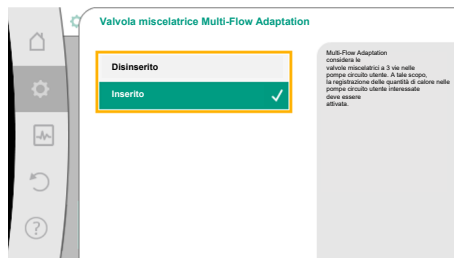 Valvola miscelatrice Multi-Flow Adaptation
Disinserito
Inserito
Multi-Flow Adaptation
considera le
valvole miscelatrici a 3 vie nelle
pompe circuito utente. A tale scopo,
la registrazione delle quantità di calore nelle
pompe circuito utente interessate
deve essere
attivata.
?